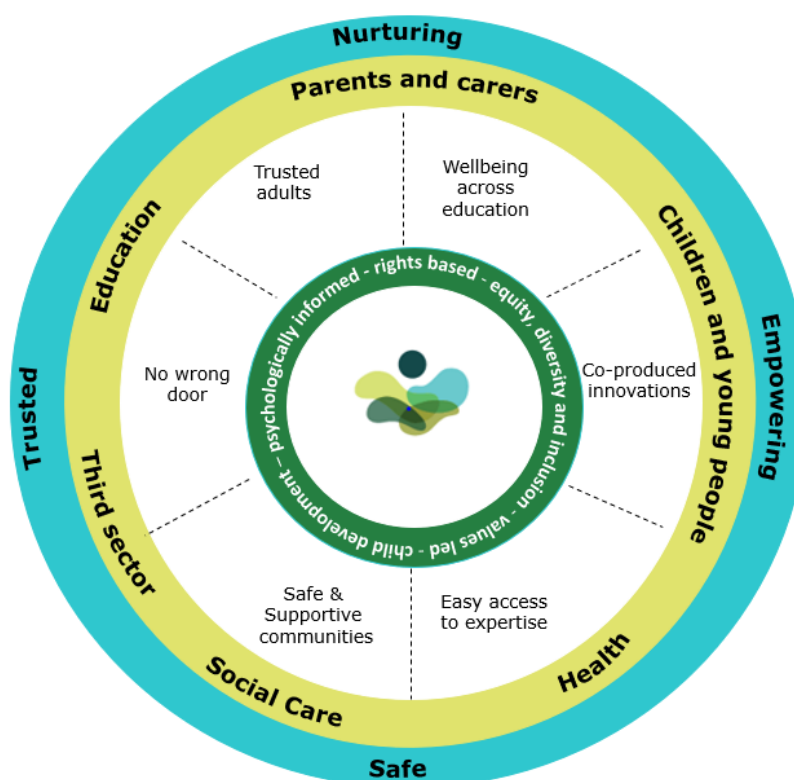 Nurturing
Parents and carers
Trusted
adults
Wellbeing
across
education
Education
Children and young people
Empowering
Trusted
No wrong
door
psychologically informed - rights based - equity, diversity and inclusion - values led - child development –
Co-produced
innovations
Third sector
Safe &
Supportive
communities
Easy access
to expertise
Social Care
Health
Safe